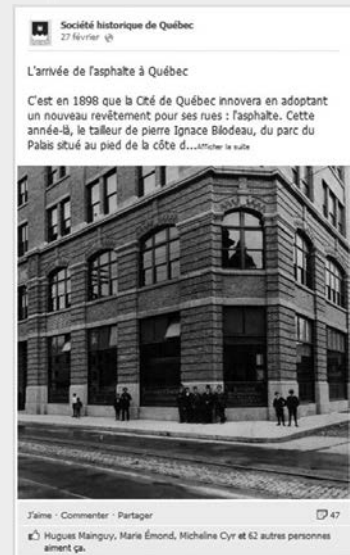 Société historique de Québec
27 février
L'arrivée de l'asphalte à Québec
C'est en 1898 que la Cité de Québec innovera en adoptant
un nouveau revêtement pour ses rues : l'asphalte. Cette
année-là, le tailleur de pierre Ignace Bilodeau, du parc du
Palais situé au pied de la côte d...Afficher la suite
J'aime · Commenter · Partager
47
Hugues Mainguy, Marie Émond, Micheline Cyr et 62 autres personnes
aiment ça.